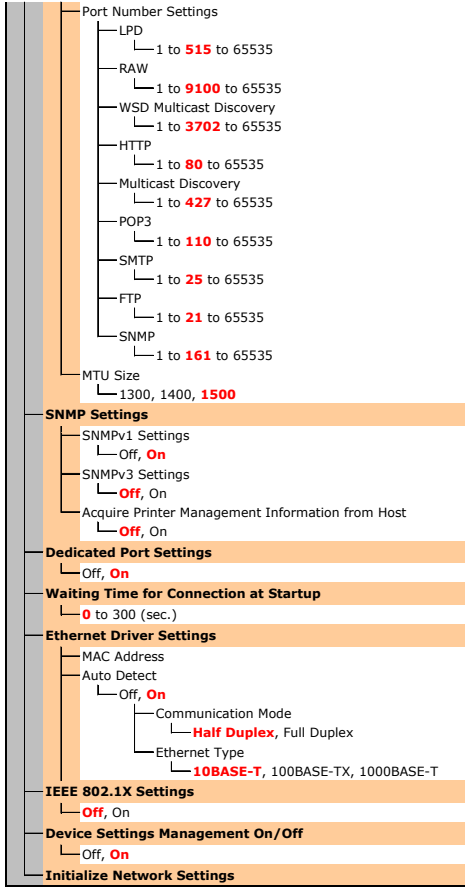 Port Number Settings
LPD
1 to 515 to 65535
RAW
1 to 9100 to 65535
WSD Multicast Discovery
1 to 3702 to 65535
HTTP
1 to 80 to 65535
Multicast Discovery
1 to 427 to 65535
POP3
1 to 110 to 65535
SMTP
1 to 25 to 65535
FTP
1 to 21 to 65535
SNMP
1 to 161 to 65535
MTU Size
1300, 1400, 1500
SNMP Settings
SNMPv1 Settings
Off, On
SNMPv3 Settings
Off, On
Acquire Printer Management Information from Host
Off, On
Dedicated Port Settings
Off, On
Waiting Time for Connection at Startup
0 to 300 (sec.)
Ethernet Driver Settings
MAC Address
Auto Detect
Off, On
Communication Mode
Half Duplex, Full Duplex
Ethernet Type
10BASE-T, 100BASE-TX, 1000BASE-T
IEEE 802.1X Settings
Off, On
Device Settings Management On/Off
Off, On
Initialize Network Settings